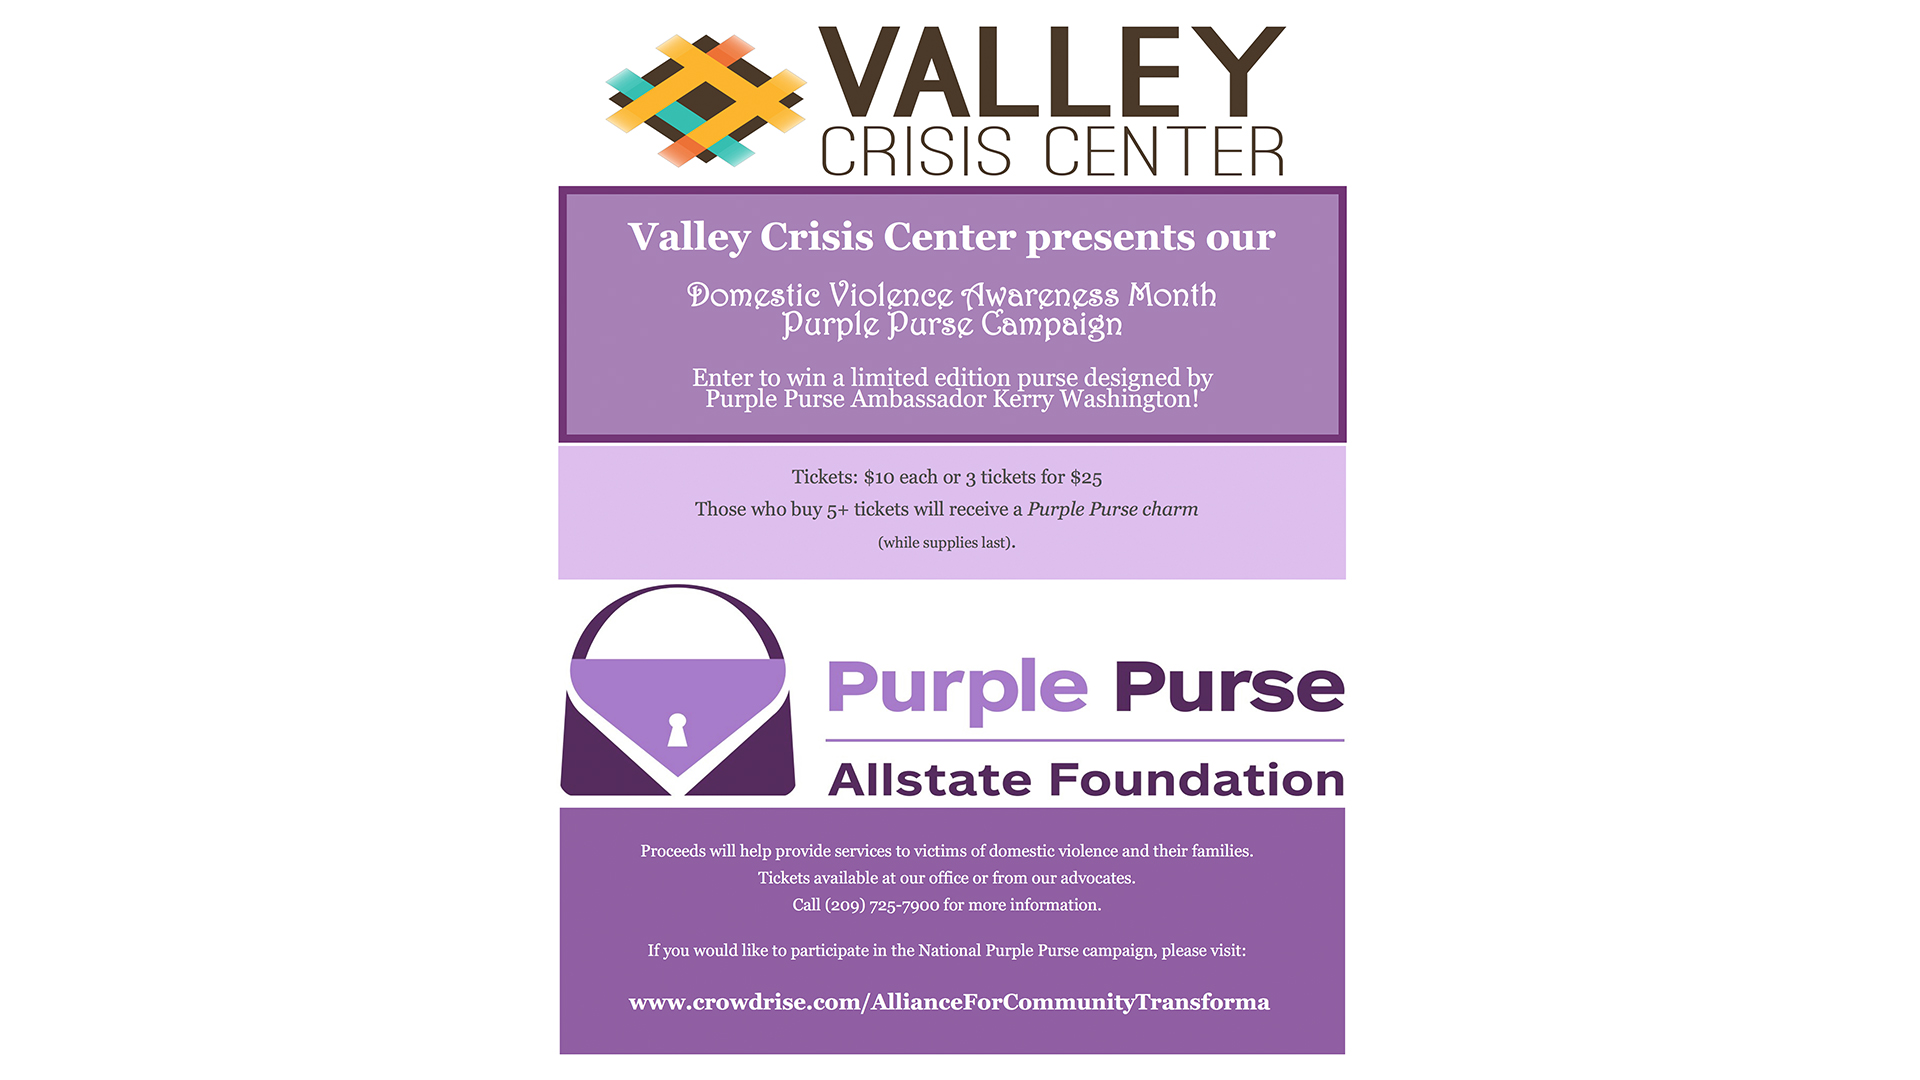 VALLEY
CRISIS CENTER
Valley Crisis Center presents our
Domestic Violence Awareness Month
Purple Purse Campaign
Enter to win a limited edition purse designed by
Purple Purse Ambassador Kerry Washington!
Tickets: $10 each or 3 tickets for $25
Those who buy 5+ tickets will receive a Purple Purse charm
(while supplies last).
Purple Purse
Allstate Foundation
Proceeds will help provide services to victims of domestic violence and their families.
Tickets available at our office or from our advocates.
Call (209) 725-7900 for more information.
If you would like to participate in the National Purple Purse campaign, please visit:
www.crowdrise.com/AllianceForCommunityTransforma